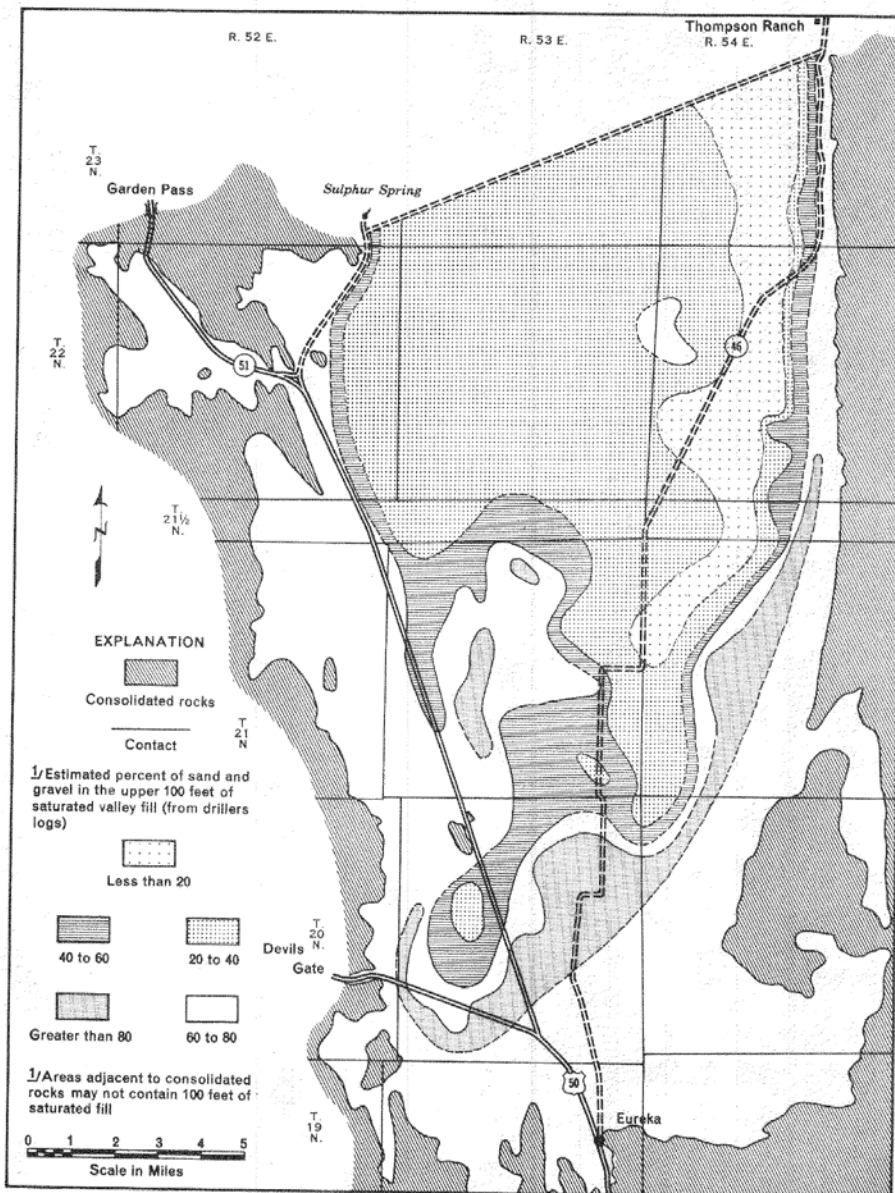 Thompson Ranch
R. 52 E.
R. 53 E.
R. 54 E.
T.
23
N.
Garden Pass
Sulphur Spring
T.
22
N.
51
46
T.
21½
N.
N
EXPLANATION
Consolidated rocks
Contact
T
21
N
1/Estimated percent of sand and
gravel in the upper 100 feet of
saturated valley fill (from drillers
logs)
Less than 20
40 to 60
20 to 40
Greater than 80
60 to 80
T.
20
N.
Devils
Gate
1/Areas adjacent to consolidated
rocks may not contain 100 feet of
saturated fill
T.
19
N.
50
Eureka
0 1 2 3 4 5
Scale in Miles